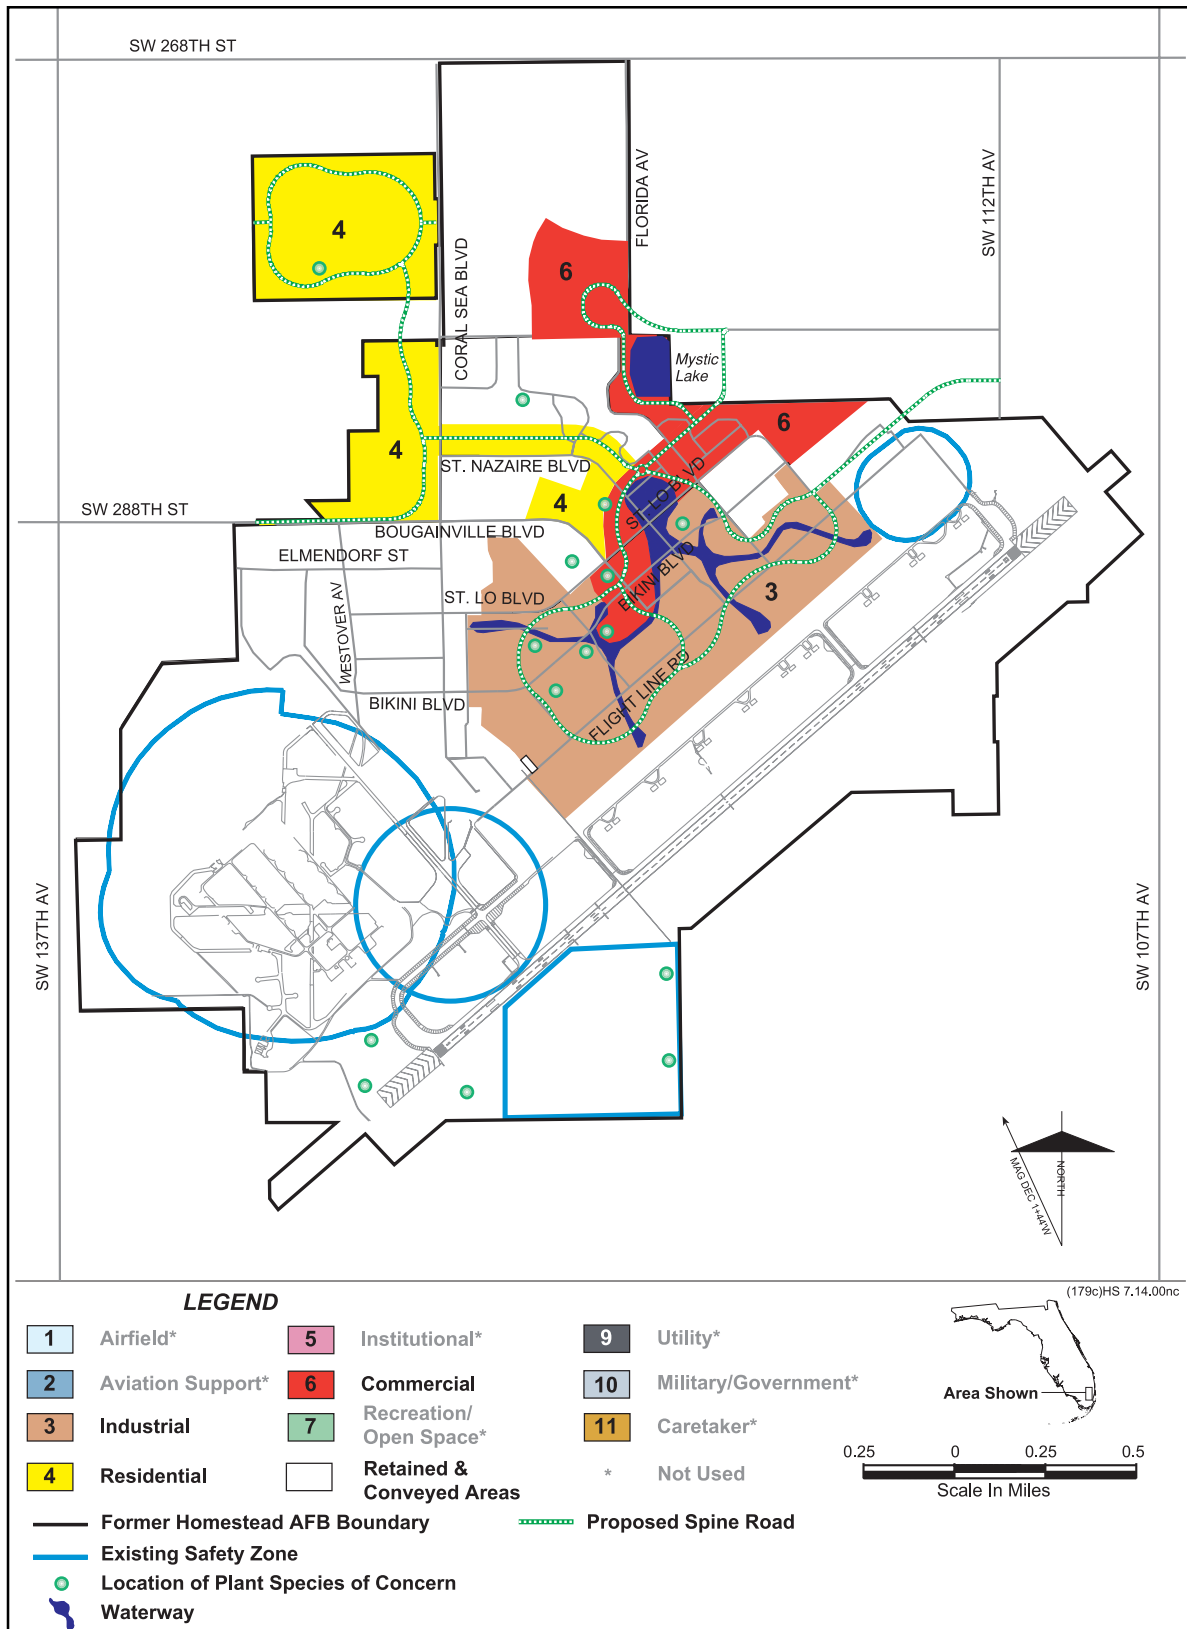 SW 268TH ST
FLORIDA AV
SW 112TH AV
CORAL SEA BLVD
4
6
Mystic
Lake
6
4
ST. NAZAIRE BLVD
ST. LO BLVD
4
SW 288TH ST
BOUGAINVILLE BLVD
ELMENDORF ST
BIKINI BLVD
3
ST. LO BLVD
WESTOVER AV
FLIGHT LINE RD
BIKINI BLVD
SW 137TH AV
SW 107TH AV
MAG DEC 1+44'W
NORTH
(179c)HS 7.14.00nc
LEGEND
1 Airfield*
5 Institutional*
9 Utility*
2 Aviation Support*
6 Commercial
10 Military/Government*
3 Industrial
7 Recreation/
Open Space*
11 Caretaker*
4 Residential
Retained &
Conveyed Areas
* Not Used
Area Shown
0.25 0 0.25 0.5
Scale In Miles
Former Homestead AFB Boundary
Proposed Spine Road
Existing Safety Zone
Location of Plant Species of Concern
Waterway